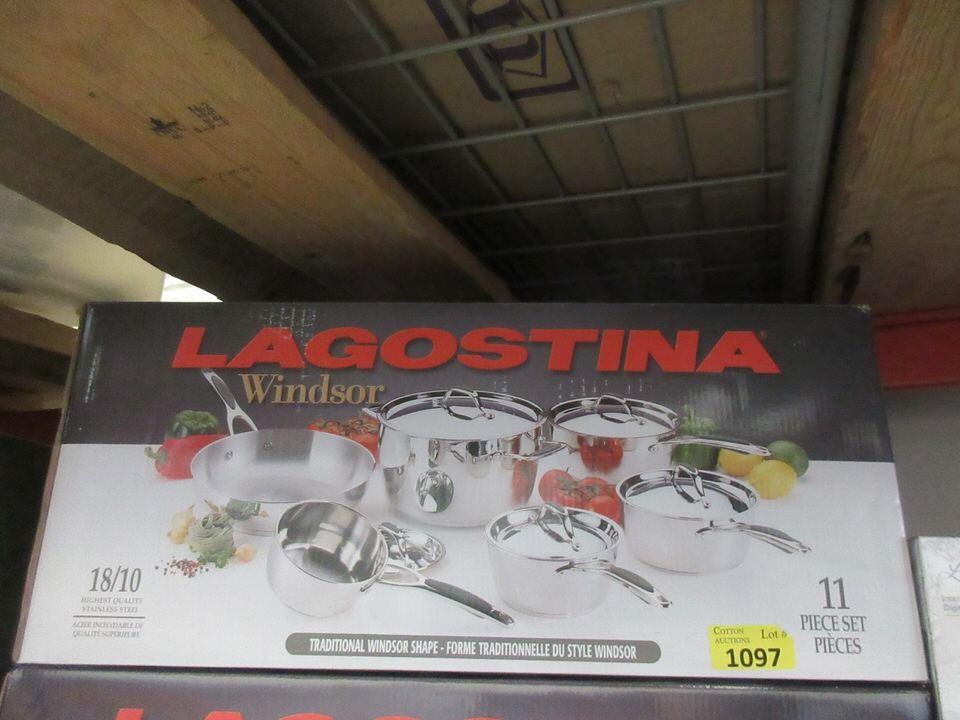 LAGOSTINA®
Windsor
18/10
HIGHEST QUALITY
STAINLESS STEEL
ACIER INOXYDABLE DE
QUALITÉ SUPÉRIEURE
11
PIECE SET
PIÈCES
TRADITIONAL WINDSOR SHAPE - FORME TRADITIONNELLE DU STYLE WINDSOR
COTTON
AUCTIONS
Lot #
1097